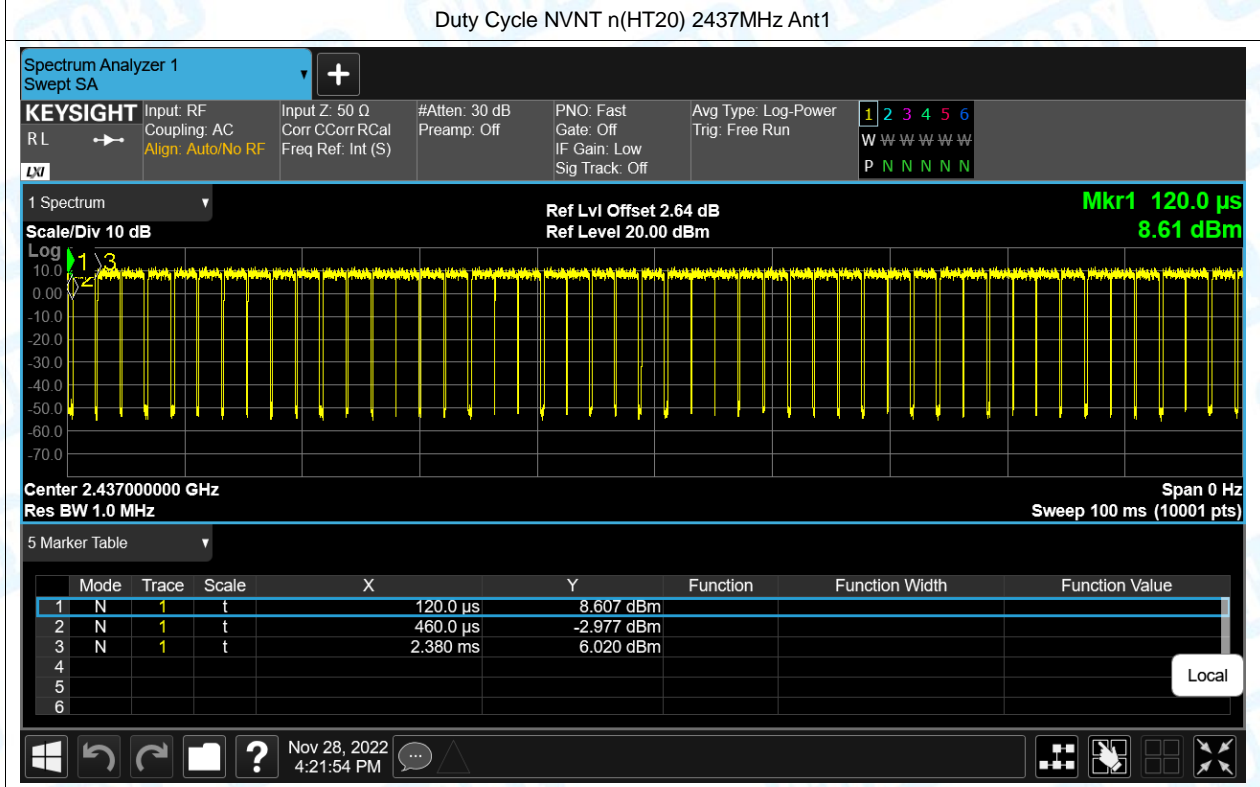 Duty Cycle NVNT n(HT20) 2437MHz Ant1
Spectrum Analyzer 1
Swept SA
KEYSIGHT Input: RF Input Z: 50 Ω #Atten: 30 dB PNO: Fast Avg Type: Log-Power 1 2 3 4 5 6
RL Coupling: AC Corr CCorr RCal Preamp: Off Gate: Off Trig: Free Run W W W W W W
Align: Auto/No RF Freq Ref: Int (S) IF Gain: Low P N N N N N
LXI Sig Track: Off
1 Spectrum Ref Lvl Offset 2.64 dB Mkr1 120.0 µs
Scale/Div 10 dB Ref Level 20.00 dBm 8.61 dBm
Log
1 3
10.0
2
0.00
-10.0
-20.0
-30.0
-40.0
-50.0
-60.0
-70.0
Center 2.437000000 GHz Span 0 Hz
Res BW 1.0 MHz Sweep 100 ms (10001 pts)
5 Marker Table
Mode Trace Scale X Y Function Function Width Function Value
1 N 1 t 120.0 µs 8.607 dBm
2 N 1 t 460.0 µs -2.977 dBm
3 N 1 t 2.380 ms 6.020 dBm
4
5
6
Local
? Nov 28, 2022
4:21:54 PM